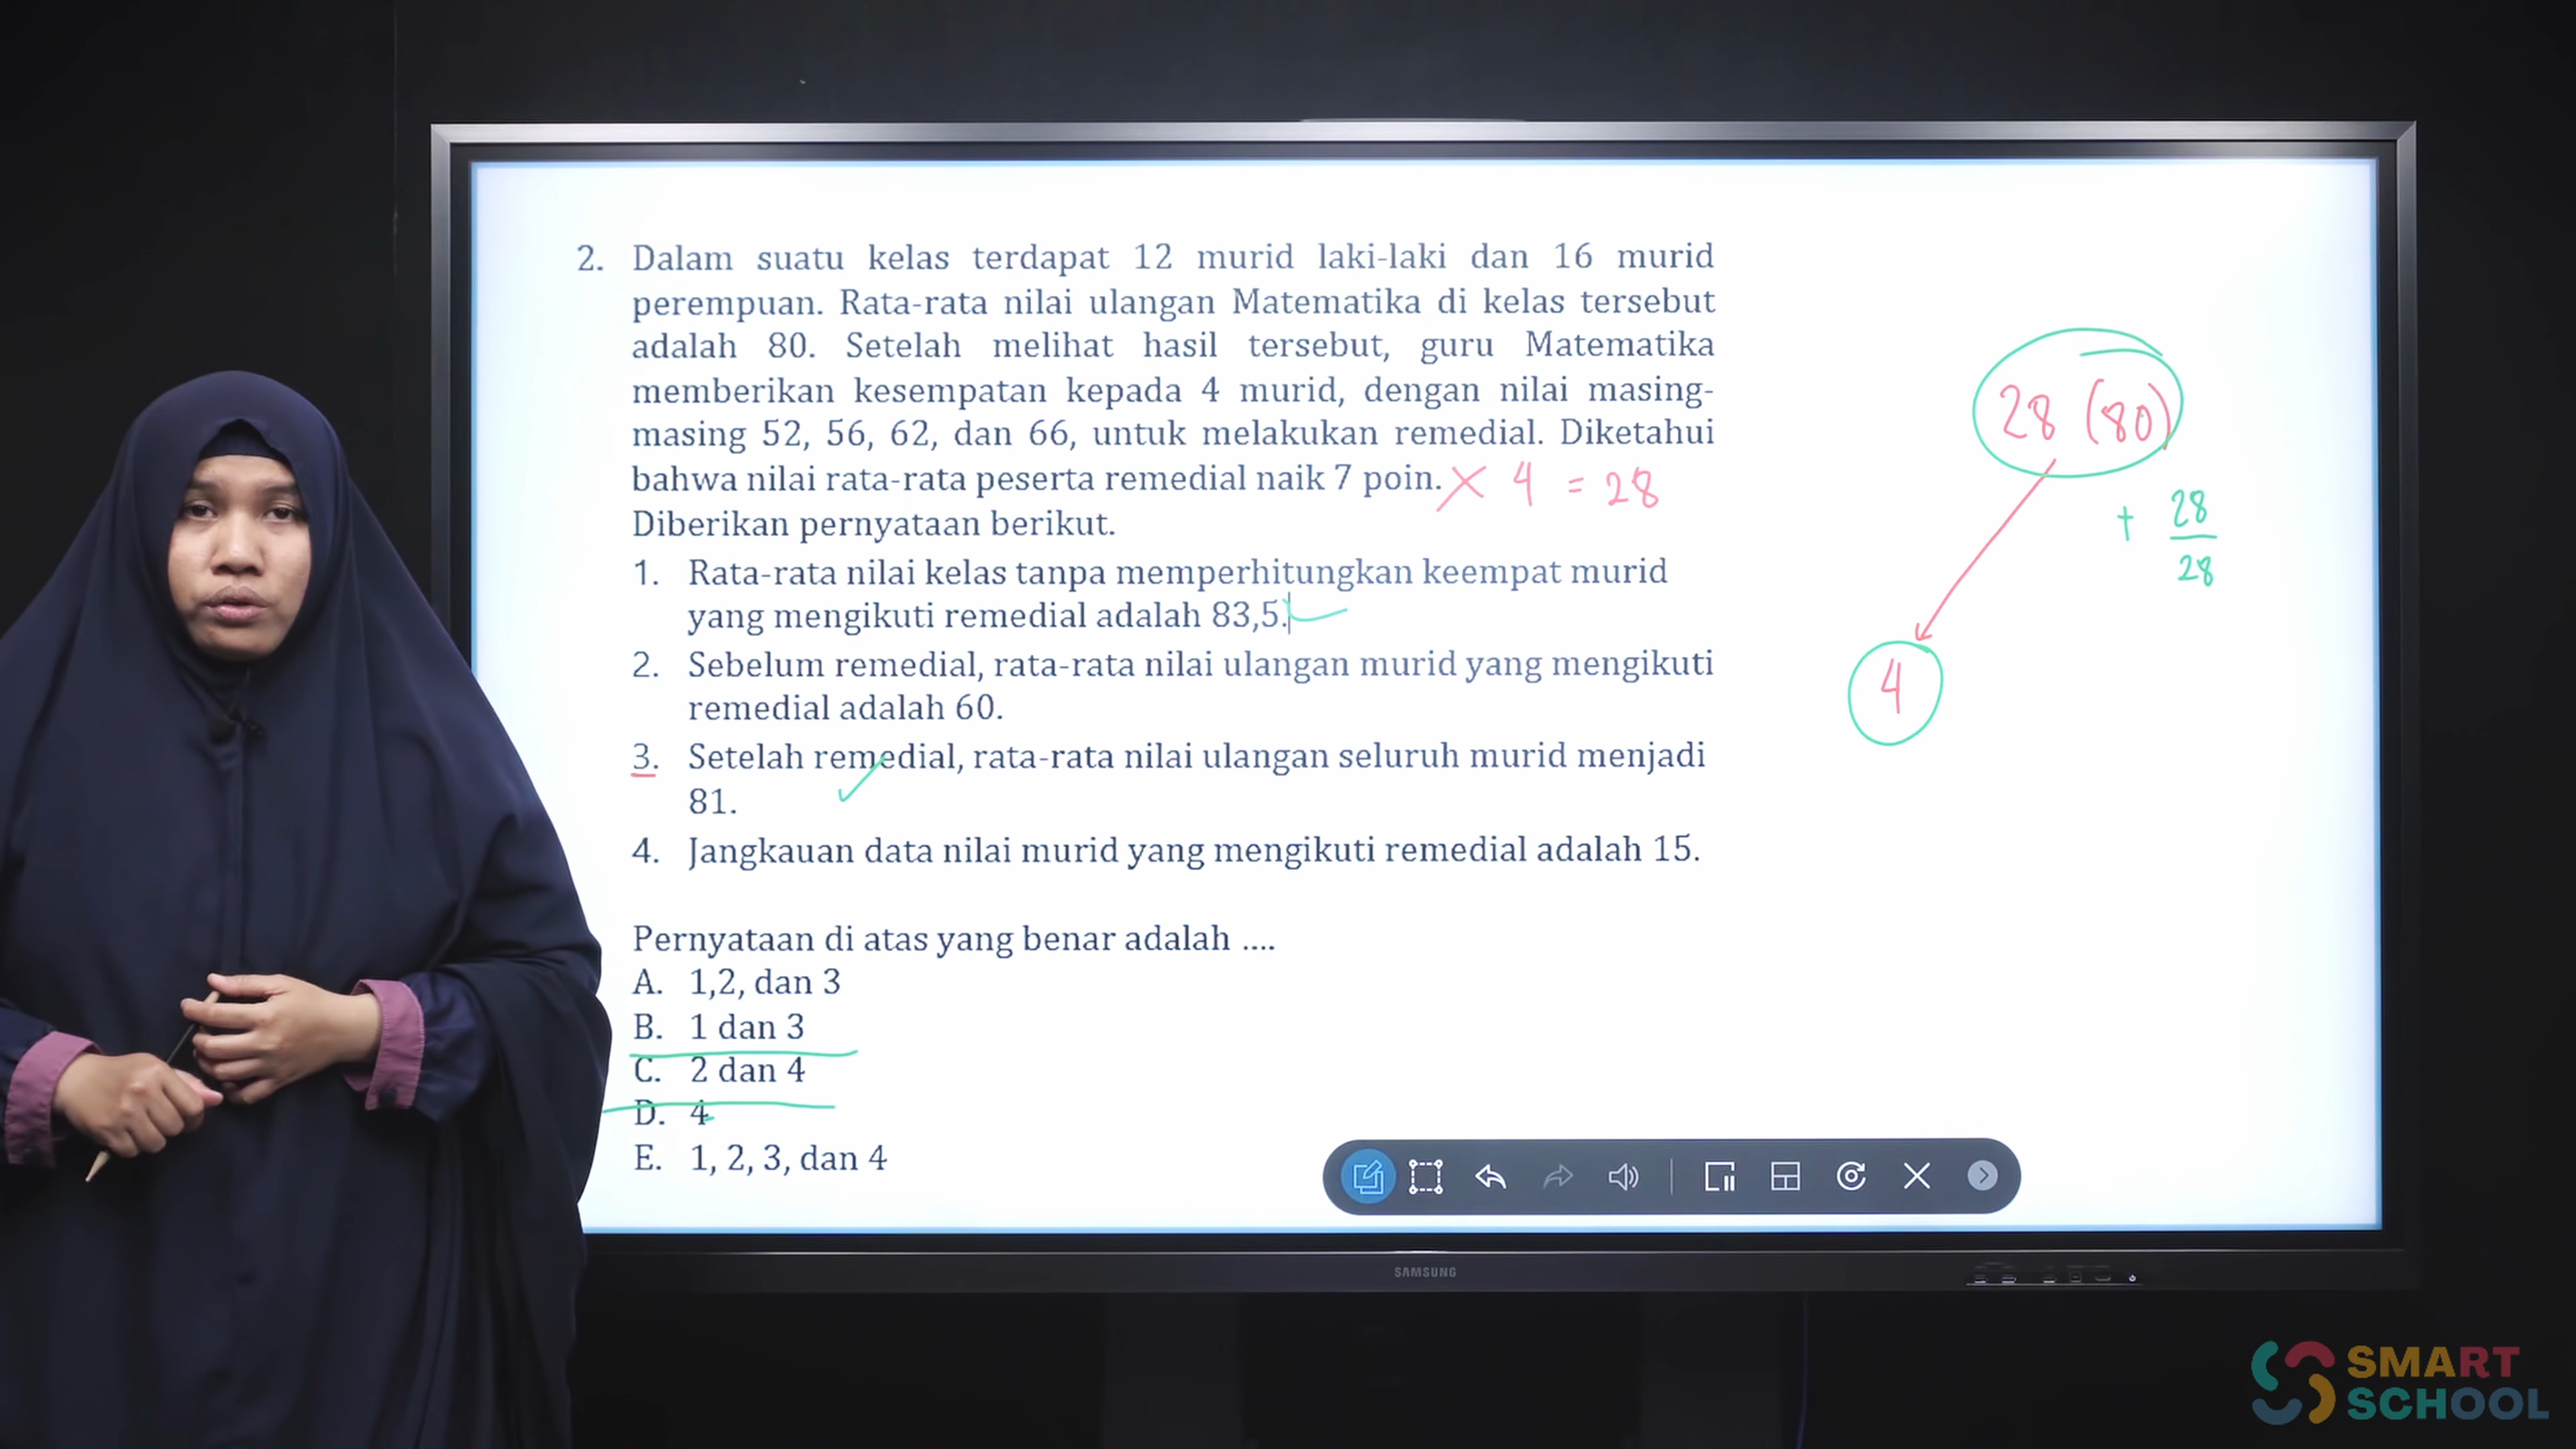 2. Dalam suatu kelas terdapat 12 murid laki-laki dan 16 murid
perempuan. Rata-rata nilai ulangan Matematika di kelas tersebut
adalah 80. Setelah melihat hasil tersebut, guru Matematika
memberikan kesempatan kepada 4 murid, dengan nilai masing-
masing 52, 56, 62, dan 66, untuk melakukan remedial. Diketahui
bahwa nilai rata-rata peserta remedial naik 7 poin. × 4 = 28
Diberikan pernyataan berikut.
1. Rata-rata nilai kelas tanpa memperhitungkan keempat murid
yang mengikuti remedial adalah 83,5.
2. Sebelum remedial, rata-rata nilai ulangan murid yang mengikuti
remedial adalah 60.
3. Setelah remedial, rata-rata nilai ulangan seluruh murid menjadi
81.
4. Jangkauan data nilai murid yang mengikuti remedial adalah 15.
Pernyataan di atas yang benar adalah ....
A. 1,2, dan 3
B. 1 dan 3
C. 2 dan 4
D. 4
E. 1, 2, 3, dan 4
28 (80)
+ 28
28
4
SAMSUNG
SMART
SCHOOL